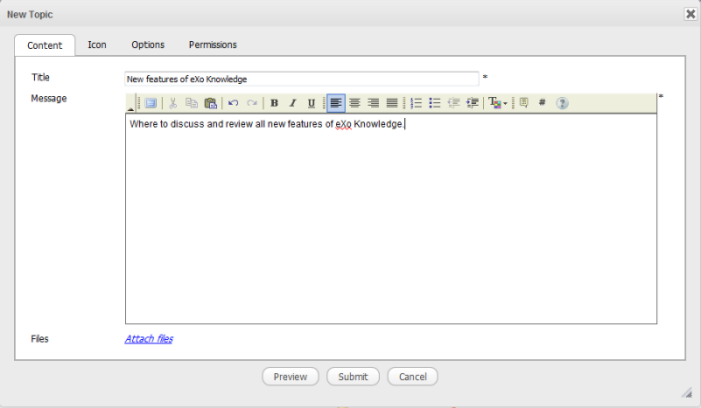 New Topic
Content Icon Options Permissions
Title New features of eXo Knowledge *
Message *
B I U T #
Where to discuss and review all new features of eXo Knowledge.
Files Attach files
Preview Submit Cancel